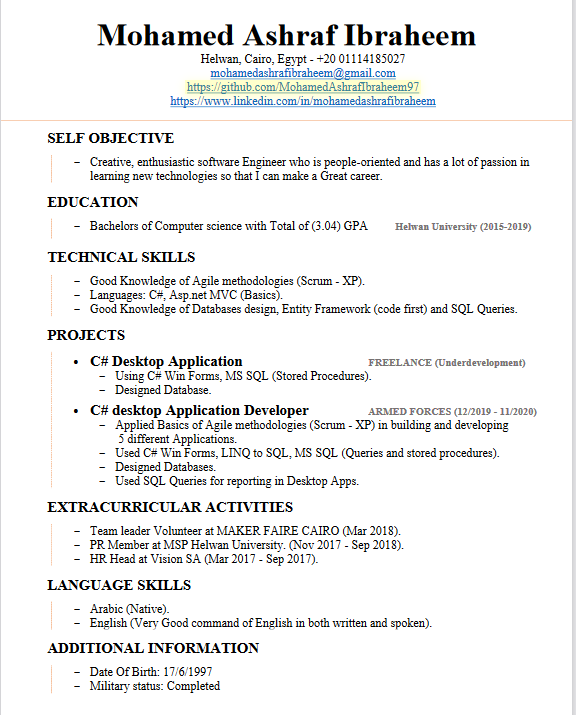 Mohamed Ashraf Ibraheem
Helwan, Cairo, Egypt - +20 01114185027
mohamedashrafibraheem@gmail.com
https://github.com/MohamedAshrafIbraheem97
https://www.linkedin.com/in/mohamedashrafibraheem
SELF OBJECTIVE
– Creative, enthusiastic software Engineer who is people-oriented and has a lot of passion in
learning new technologies so that I can make a Great career.
EDUCATION
– Bachelors of Computer science with Total of (3.04) GPA Helwan University (2015-2019)
TECHNICAL SKILLS
– Good Knowledge of Agile methodologies (Scrum - XP).
– Languages: C#, Asp.net MVC (Basics).
– Good Knowledge of Databases design, Entity Framework (code first) and SQL Queries.
PROJECTS
• C# Desktop Application FREELANCE (Underdevelopment)
– Using C# Win Forms, MS SQL (Stored Procedures).
– Designed Database.
• C# desktop Application Developer ARMED FORCES (12/2019 - 11/2020)
– Applied Basics of Agile methodologies (Scrum - XP) in building and developing
5 different Applications.
– Used C# Win Forms, LINQ to SQL, MS SQL (Queries and stored procedures).
– Designed Databases.
– Used SQL Queries for reporting in Desktop Apps.
EXTRACURRICULAR ACTIVITIES
– Team leader Volunteer at MAKER FAIRE CAIRO (Mar 2018).
– PR Member at MSP Helwan University. (Nov 2017 - Sep 2018).
– HR Head at Vision SA (Mar 2017 - Sep 2017).
LANGUAGE SKILLS
– Arabic (Native).
– English (Very Good command of English in both written and spoken).
ADDITIONAL INFORMATION
– Date Of Birth: 17/6/1997
– Military status: Completed